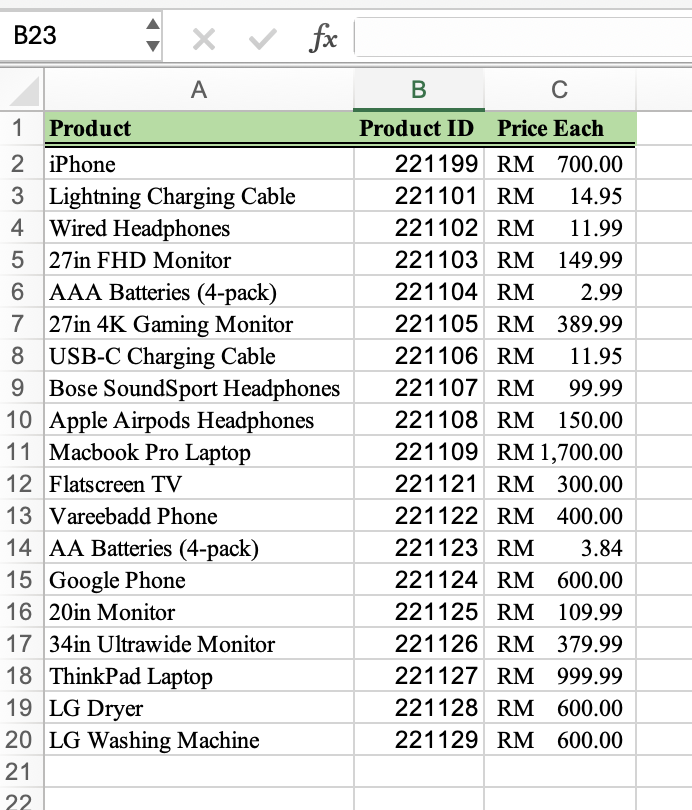 B23 fx
A B C
1 Product Product ID Price Each
2 iPhone 221199 RM 700.00
3 Lightning Charging Cable 221101 RM 14.95
4 Wired Headphones 221102 RM 11.99
5 27in FHD Monitor 221103 RM 149.99
6 AAA Batteries (4-pack) 221104 RM 2.99
7 27in 4K Gaming Monitor 221105 RM 389.99
8 USB-C Charging Cable 221106 RM 11.95
9 Bose SoundSport Headphones 221107 RM 99.99
10 Apple Airpods Headphones 221108 RM 150.00
11 Macbook Pro Laptop 221109 RM 1,700.00
12 Flatscreen TV 221121 RM 300.00
13 Vareebadd Phone 221122 RM 400.00
14 AA Batteries (4-pack) 221123 RM 3.84
15 Google Phone 221124 RM 600.00
16 20in Monitor 221125 RM 109.99
17 34in Ultrawide Monitor 221126 RM 379.99
18 ThinkPad Laptop 221127 RM 999.99
19 LG Dryer 221128 RM 600.00
20 LG Washing Machine 221129 RM 600.00
21
22